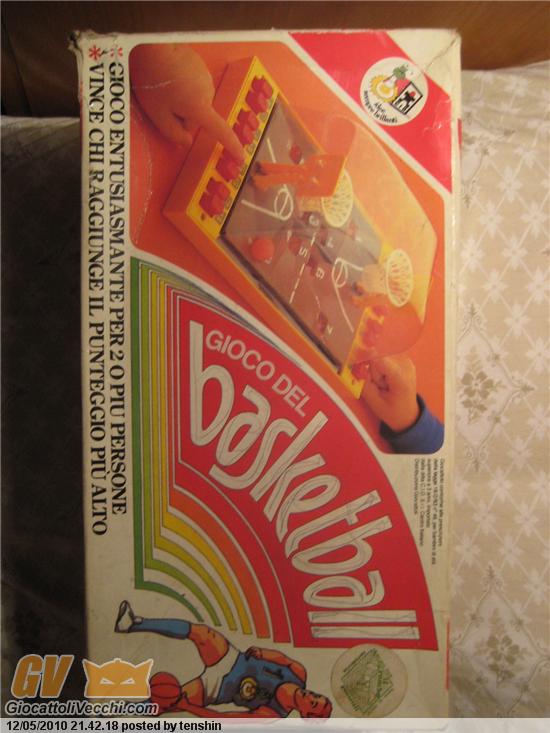 * GIOCO ENTUSIASMANTE PER 2 O PIÙ PERSONE
* VINCE CHI RAGGIUNGE IL PUNTEGGIO PIÙ ALTO
GIOCO DEL
basketball
GV
GiocattoliVecchi.com
12/05/2010 21.42.18 posted by tenshin